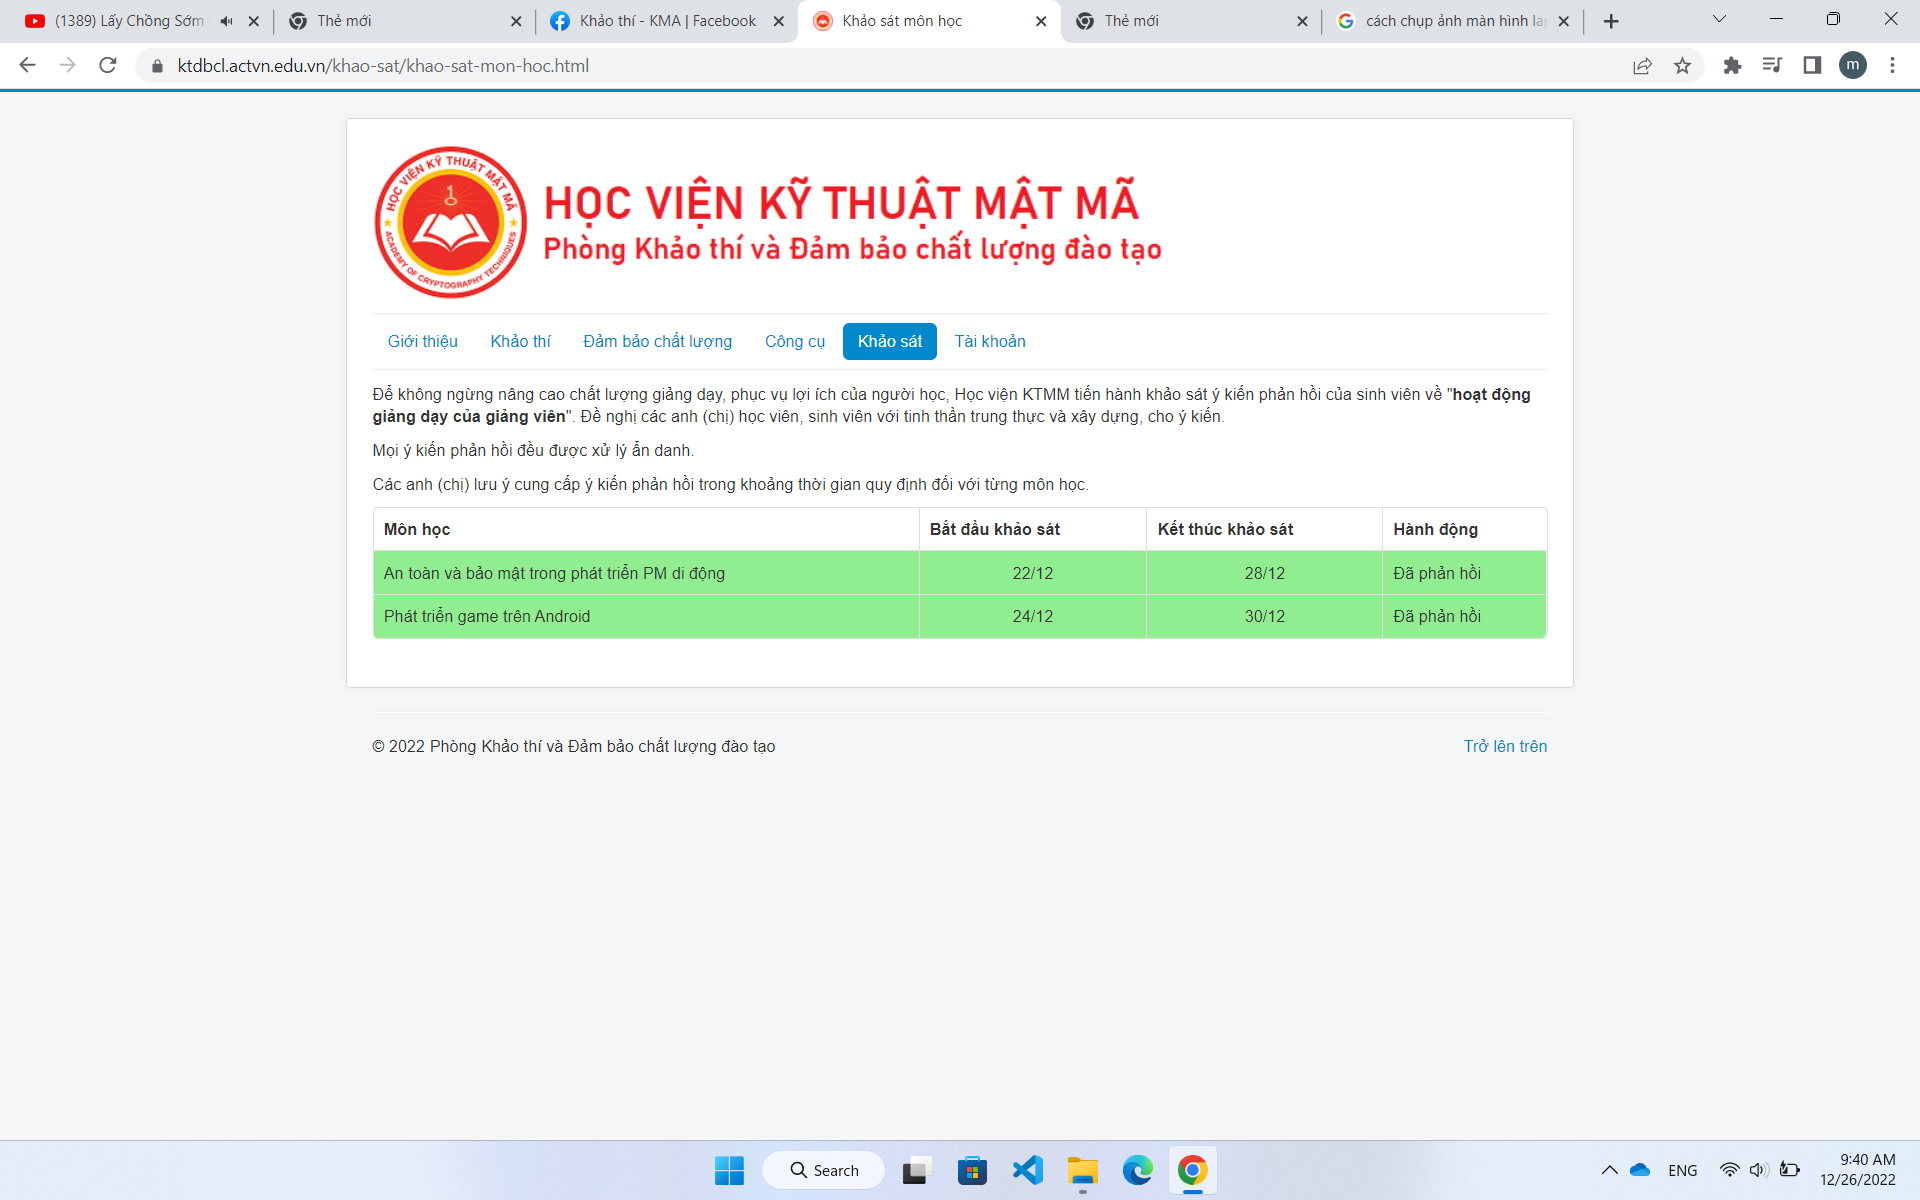 (1389) Lấy Chồng Sớm
Thẻ mới
Khảo thí - KMA | Facebook
Khảo sát môn học
Thẻ mới
cách chụp ảnh màn hình la
ktdbcl.actvn.edu.vn/khao-sat/khao-sat-mon-hoc.html
m
HỌC VIỆN KỸ THUẬT MẬT MÃ
ACADEMY OF CRYPTOGRAPHY TECHNIQUES
HỌC VIỆN KỸ THUẬT MẬT MÃ
Phòng Khảo thí và Đảm bảo chất lượng đào tạo
Giới thiệu
Khảo thí
Đảm bảo chất lượng
Công cụ
Khảo sát
Tài khoản
Để không ngừng nâng cao chất lượng giảng dạy, phục vụ lợi ích của người học, Học viện KTMM tiến hành khảo sát ý kiến phản hồi của sinh viên về "hoạt động
giảng dạy của giảng viên". Đề nghị các anh (chị) học viên, sinh viên với tinh thần trung thực và xây dựng, cho ý kiến.
Mọi ý kiến phản hồi đều được xử lý ẩn danh.
Các anh (chị) lưu ý cung cấp ý kiến phản hồi trong khoảng thời gian quy định đối với từng môn học.
Môn học Bắt đầu khảo sát Kết thúc khảo sát Hành động
An toàn và bảo mật trong phát triển PM di động 22/12 28/12 Đã phản hồi
Phát triển game trên Android 24/12 30/12 Đã phản hồi
© 2022 Phòng Khảo thí và Đảm bảo chất lượng đào tạo
Trở lên trên
Search
ENG
9:40 AM
12/26/2022